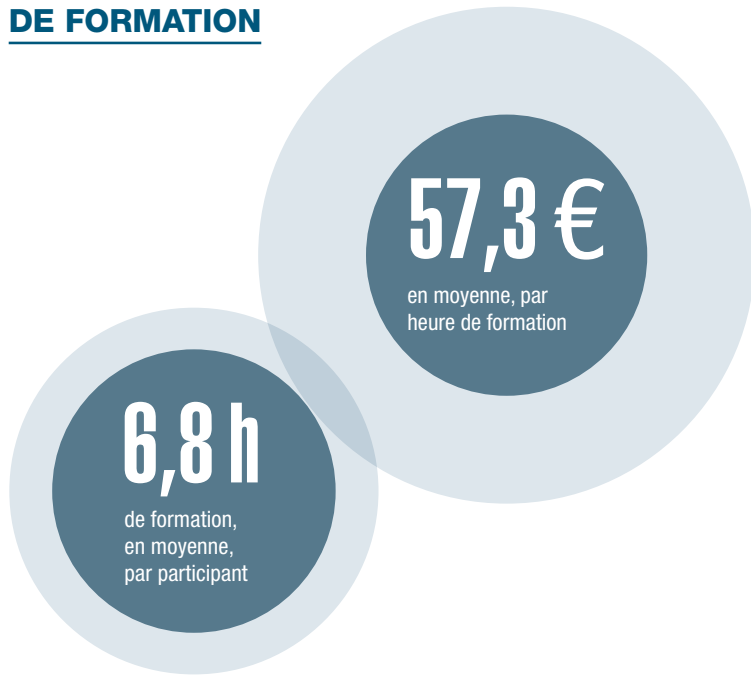 DE FORMATION
57,3 €
en moyenne, par
heure de formation
6,8 h
de formation,
en moyenne,
par participant